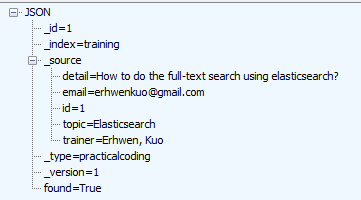 JSON
_id=1
_index=training
_source
detail=How to do the full-text search using elasticsearch?
email=erhwenkuo@gmail.com
id=1
topic=Elasticsearch
trainer=Erhwen, Kuo
_type=practicalcoding
_version=1
found=True